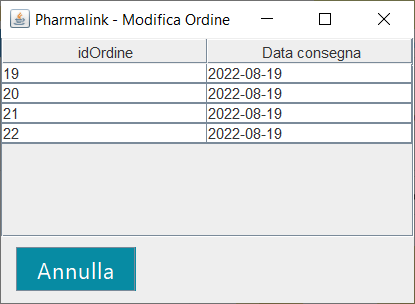 Pharmalink - Modifica Ordine
idOrdine Data consegna
19 2022-08-19
20 2022-08-19
21 2022-08-19
22 2022-08-19
Annulla